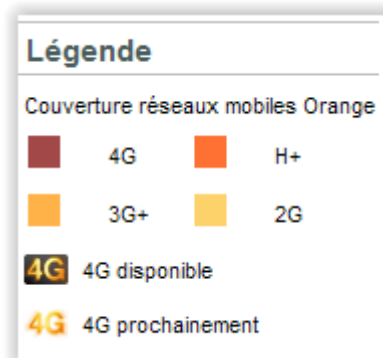 Légende
Couverture réseaux mobiles Orange
4G H+
3G+ 2G
4G 4G disponible
4G 4G prochainement